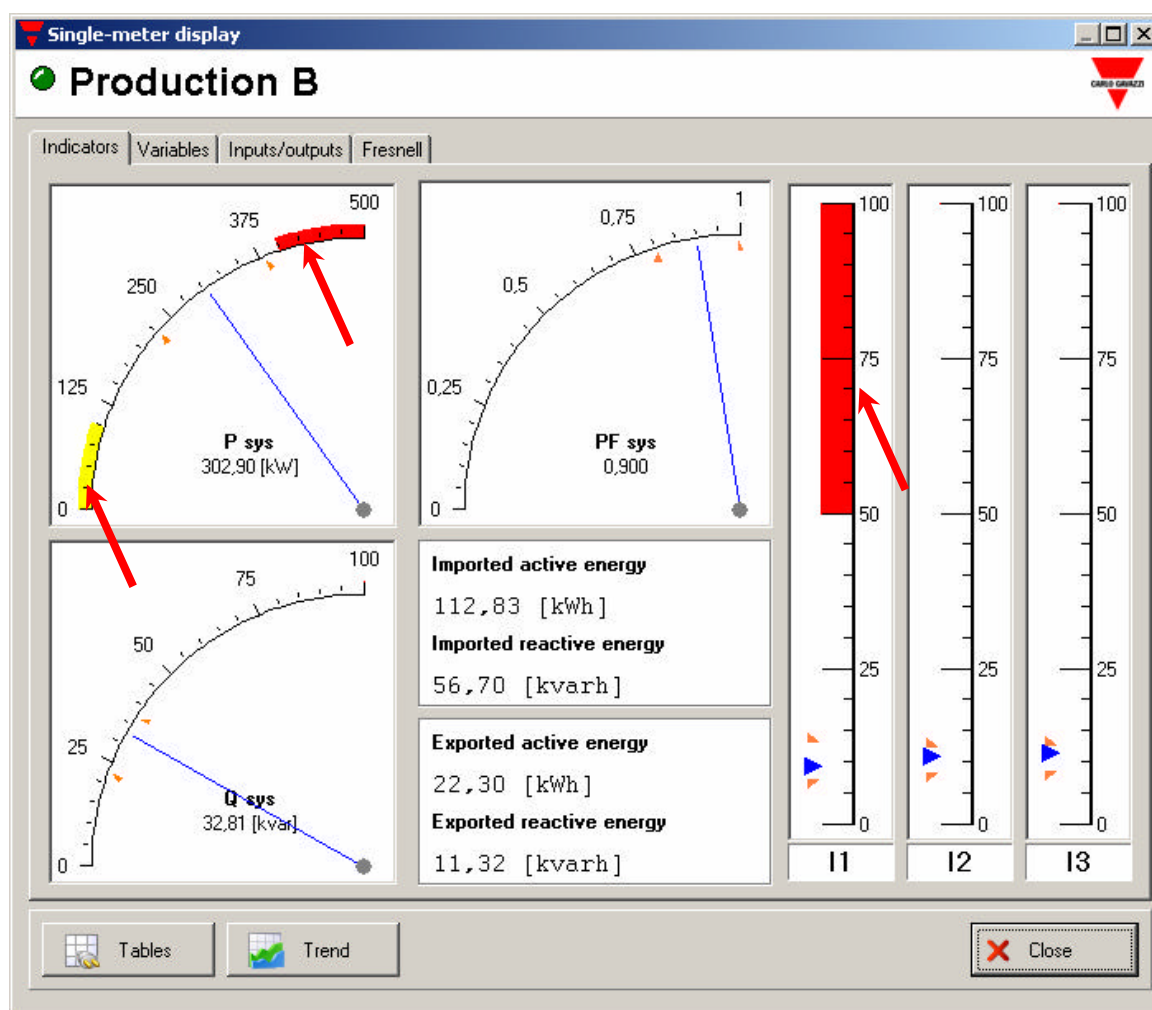 Single-meter display
Production B
CARLO GAVAZZI
Indicators Variables Inputs/outputs Fresnell
0
125
250
375
500
P sys
302,90 [kW]
0
0,25
0,5
0,75
1
PF sys
0,900
0
25
50
75
100
Q sys
32,81 [kvar]
Imported active energy
112,83 [kWh]
Imported reactive energy
56,70 [kvarh]
Exported active energy
22,30 [kWh]
Exported reactive energy
11,32 [kvarh]
100
75
50
25
0
I1
100
75
50
25
0
I2
100
75
50
25
0
I3
Tables
Trend
Close